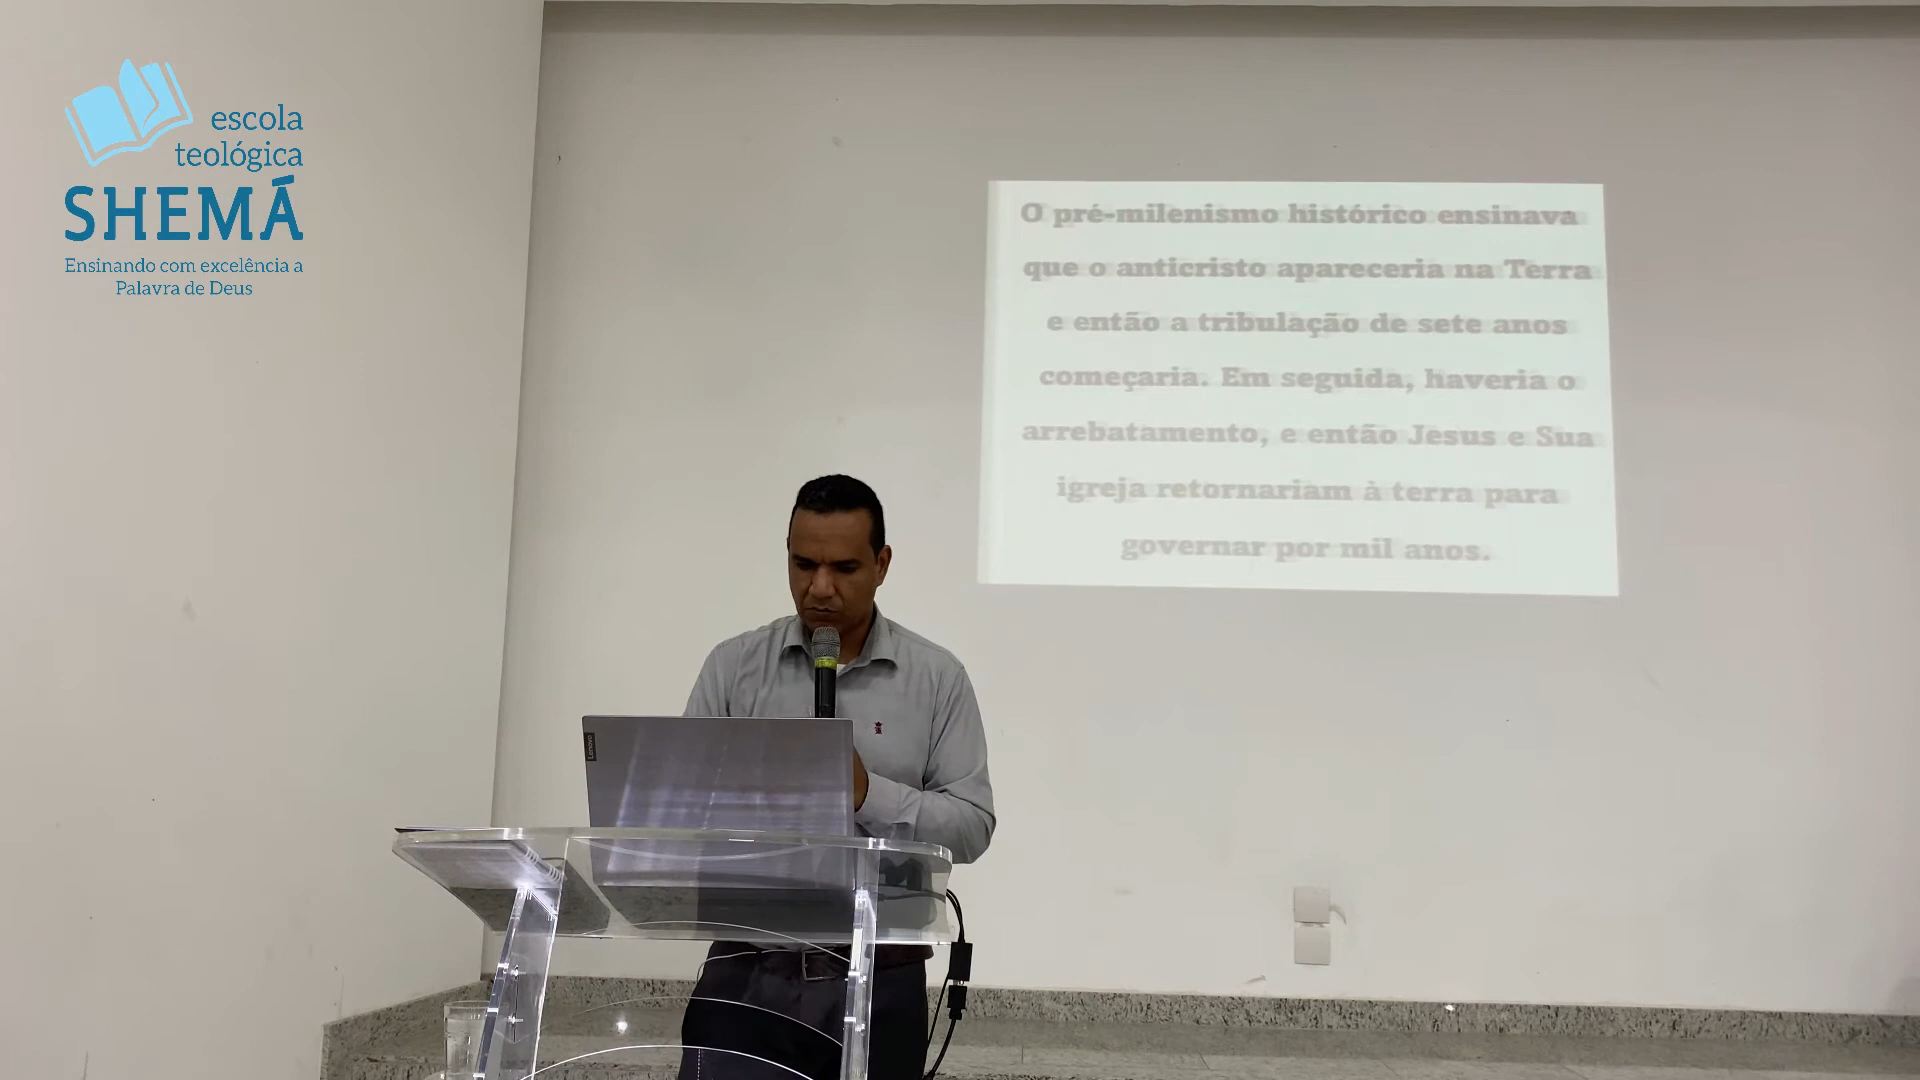 escola
teológica
SHEMÁ
Ensinando com excelência a
Palavra de Deus
O pré-milenismo histórico ensinava
que o anticristo apareceria na Terra
e então a tribulação de sete anos
começaria. Em seguida, haveria o
arrebatamento, e então Jesus e Sua
igreja retornariam à terra para
governar por mil anos.
Lenovo